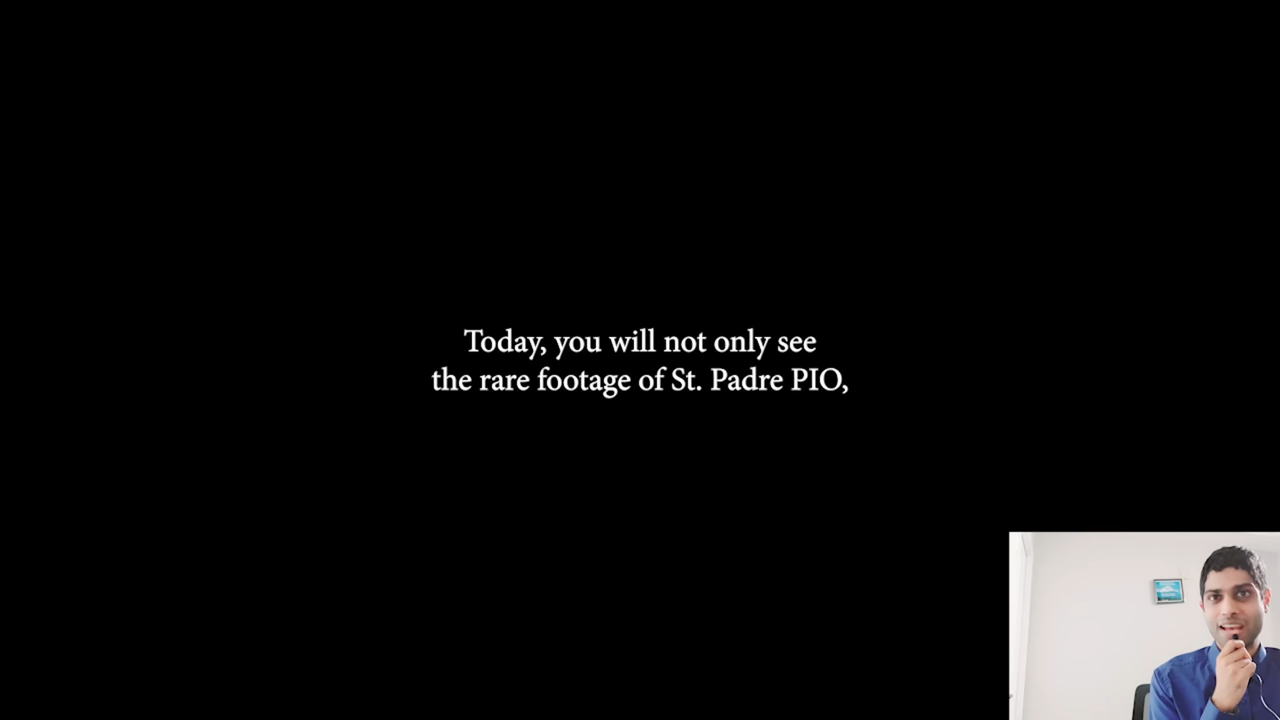 Today, you will not only see
the rare footage of St. Padre PIO,